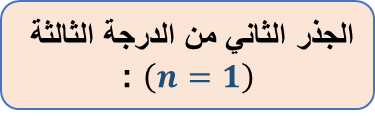 الجذر الثاني من الدرجة الثالثة
(n = 1) :